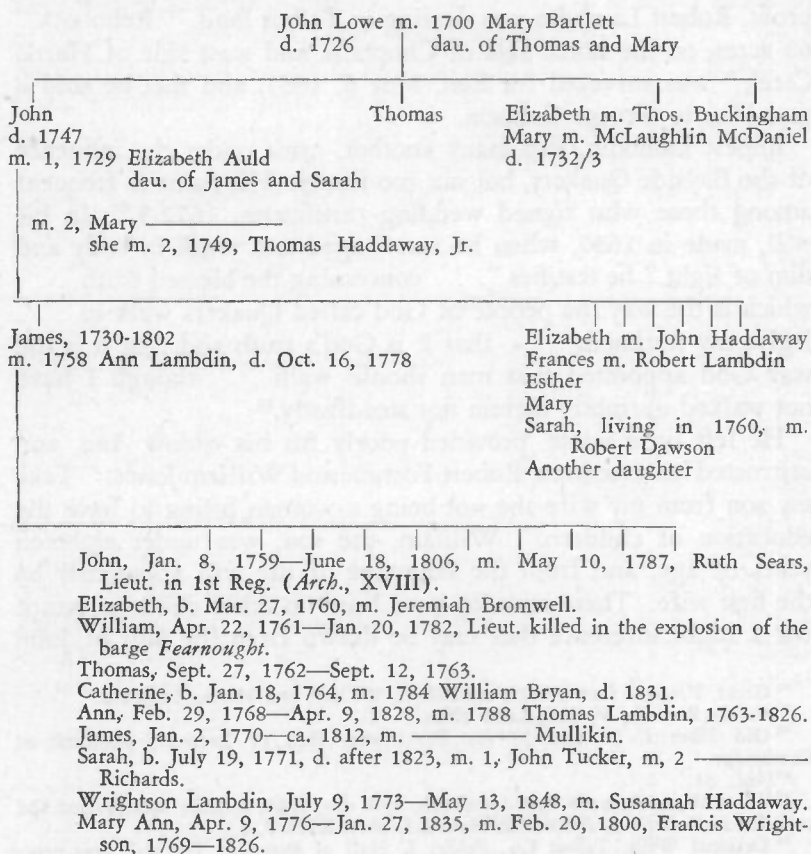 John Lowe m. 1700 Mary Bartlett
d. 1726 dau. of Thomas and Mary
John
d. 1747
m. 1, 1729 Elizabeth Auld
dau. of James and Sarah
m. 2, Mary ————
she m. 2, 1749, Thomas Haddaway, Jr.
Thomas
Elizabeth m. Thos. Buckingham
Mary m. McLaughlin McDaniel
d. 1732/3
James, 1730-1802
m. 1758 Ann Lambdin, d. Oct. 16, 1778
Elizabeth m. John Haddaway
Frances m. Robert Lambdin
Esther
Mary
Sarah, living in 1760, m.
Robert Dawson
Another daughter
John, Jan. 8, 1759—June 18, 1806, m. May 10, 1787, Ruth Sears,
Lieut. in 1st Reg. (Arch., XVIII).
Elizabeth, b. Mar. 27, 1760, m. Jeremiah Bromwell.
William, Apr. 22, 1761—Jan. 20, 1782, Lieut. killed in the explosion of the
barge Fearnought.
Thomas, Sept. 27, 1762—Sept. 12, 1763.
Catherine, b. Jan. 18, 1764, m. 1784 William Bryan, d. 1831.
Ann, Feb. 29, 1768—Apr. 9, 1828, m. 1788 Thomas Lambdin, 1763-1826.
James, Jan. 2, 1770—ca.1812, m. ———— Mullikin.
Sarah, b. July 19, 1771, d. after 1823, m. 1, John Tucker, m, 2 ————
Richards.
Wrightson Lambdin, July 9, 1773—May 13, 1848, m. Susannah Haddaway.
Mary Ann, Apr. 9, 1776—Jan. 27, 1835, m. Feb. 20, 1800, Francis Wright-
son, 1769—1826.